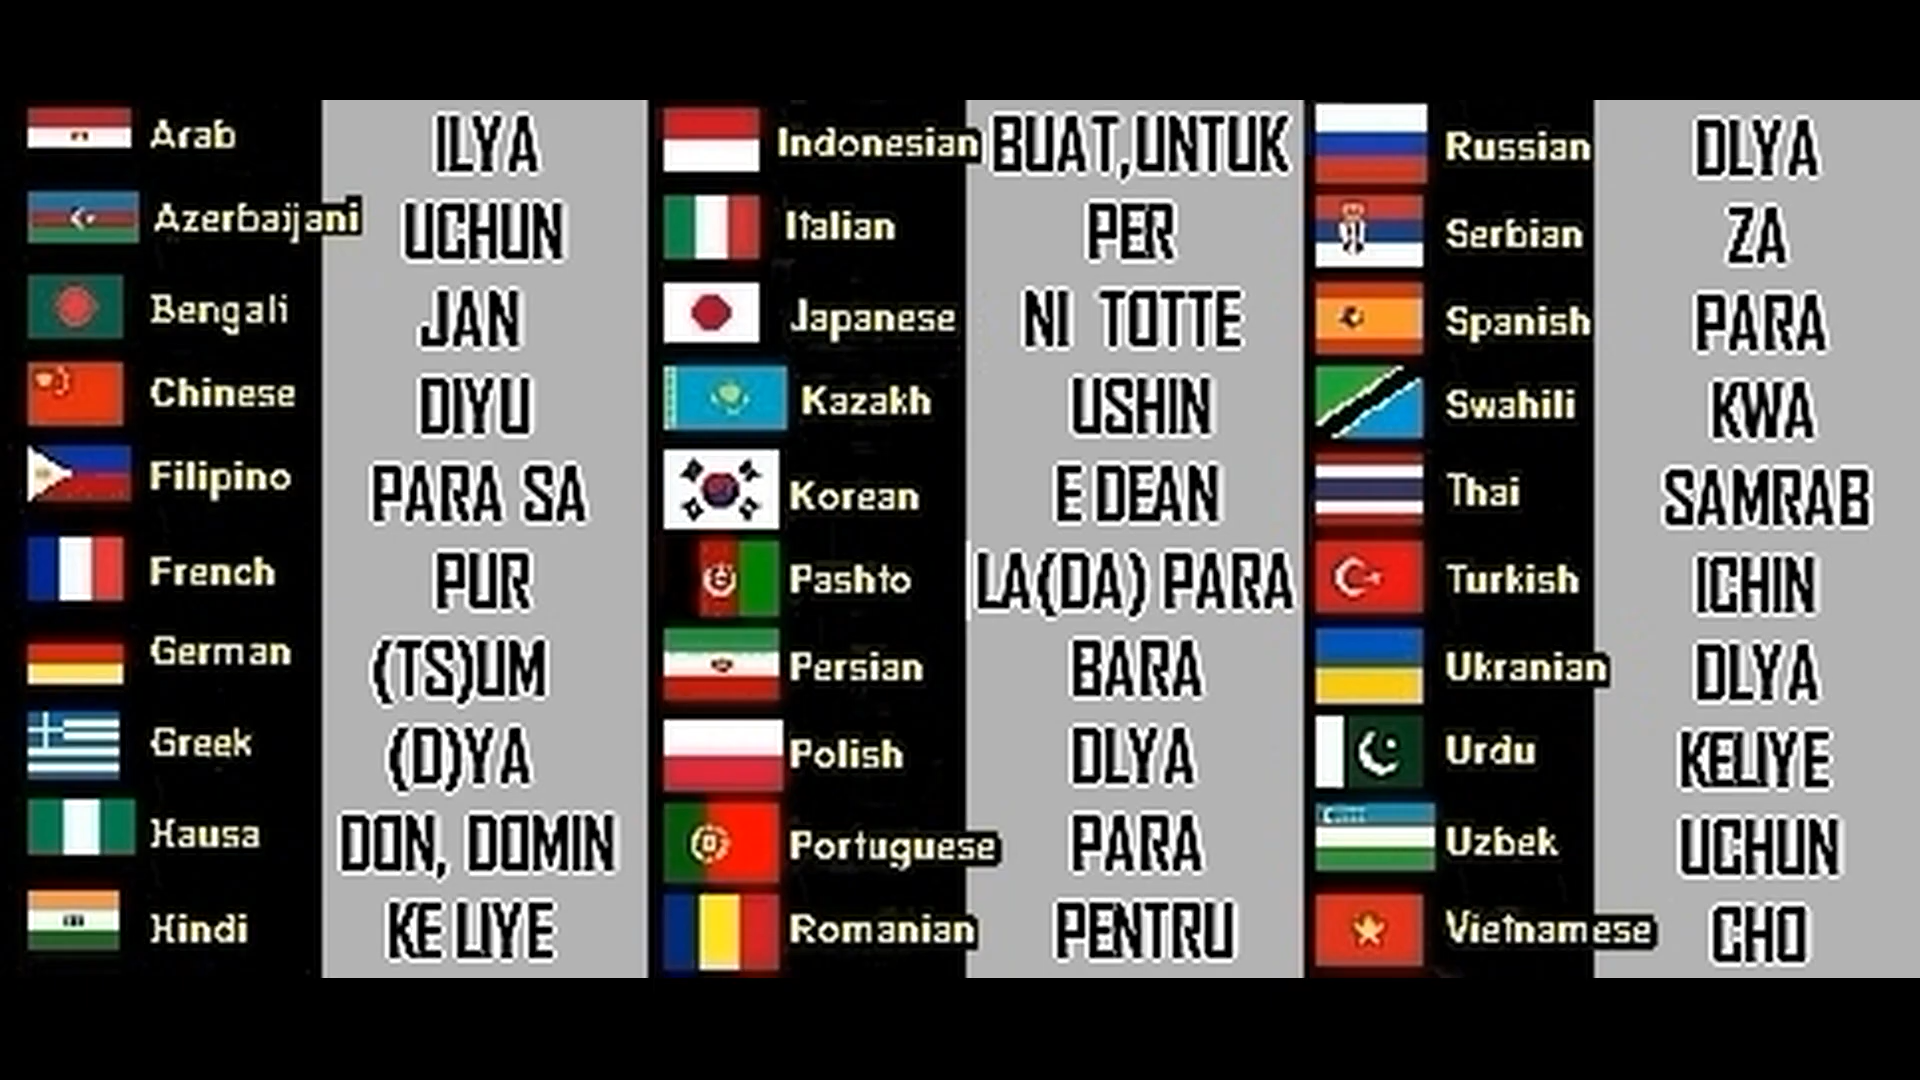 Arab ILYA
Azerbaijani UCHUN
Bengali JAN
Chinese DIYU
Filipino PARA SA
French PUR
German (TS)UM
Greek (D)YA
Hausa DON, DOMIN
Hindi KE LIYE
Indonesian BUAT,UNTUK
Italian PER
Japanese NI TOTTE
Kazakh USHIN
Korean E DEAN
Pashto LA(DA) PARA
Persian BARA
Polish DLYA
Portuguese PARA
Romanian PENTRU
Russian DLYA
Serbian ZA
Spanish PARA
Swahili KWA
Thai SAMRAB
Turkish ICHIN
Ukranian DLYA
Urdu KELIYE
Uzbek UCHUN
Vietnamese CHO